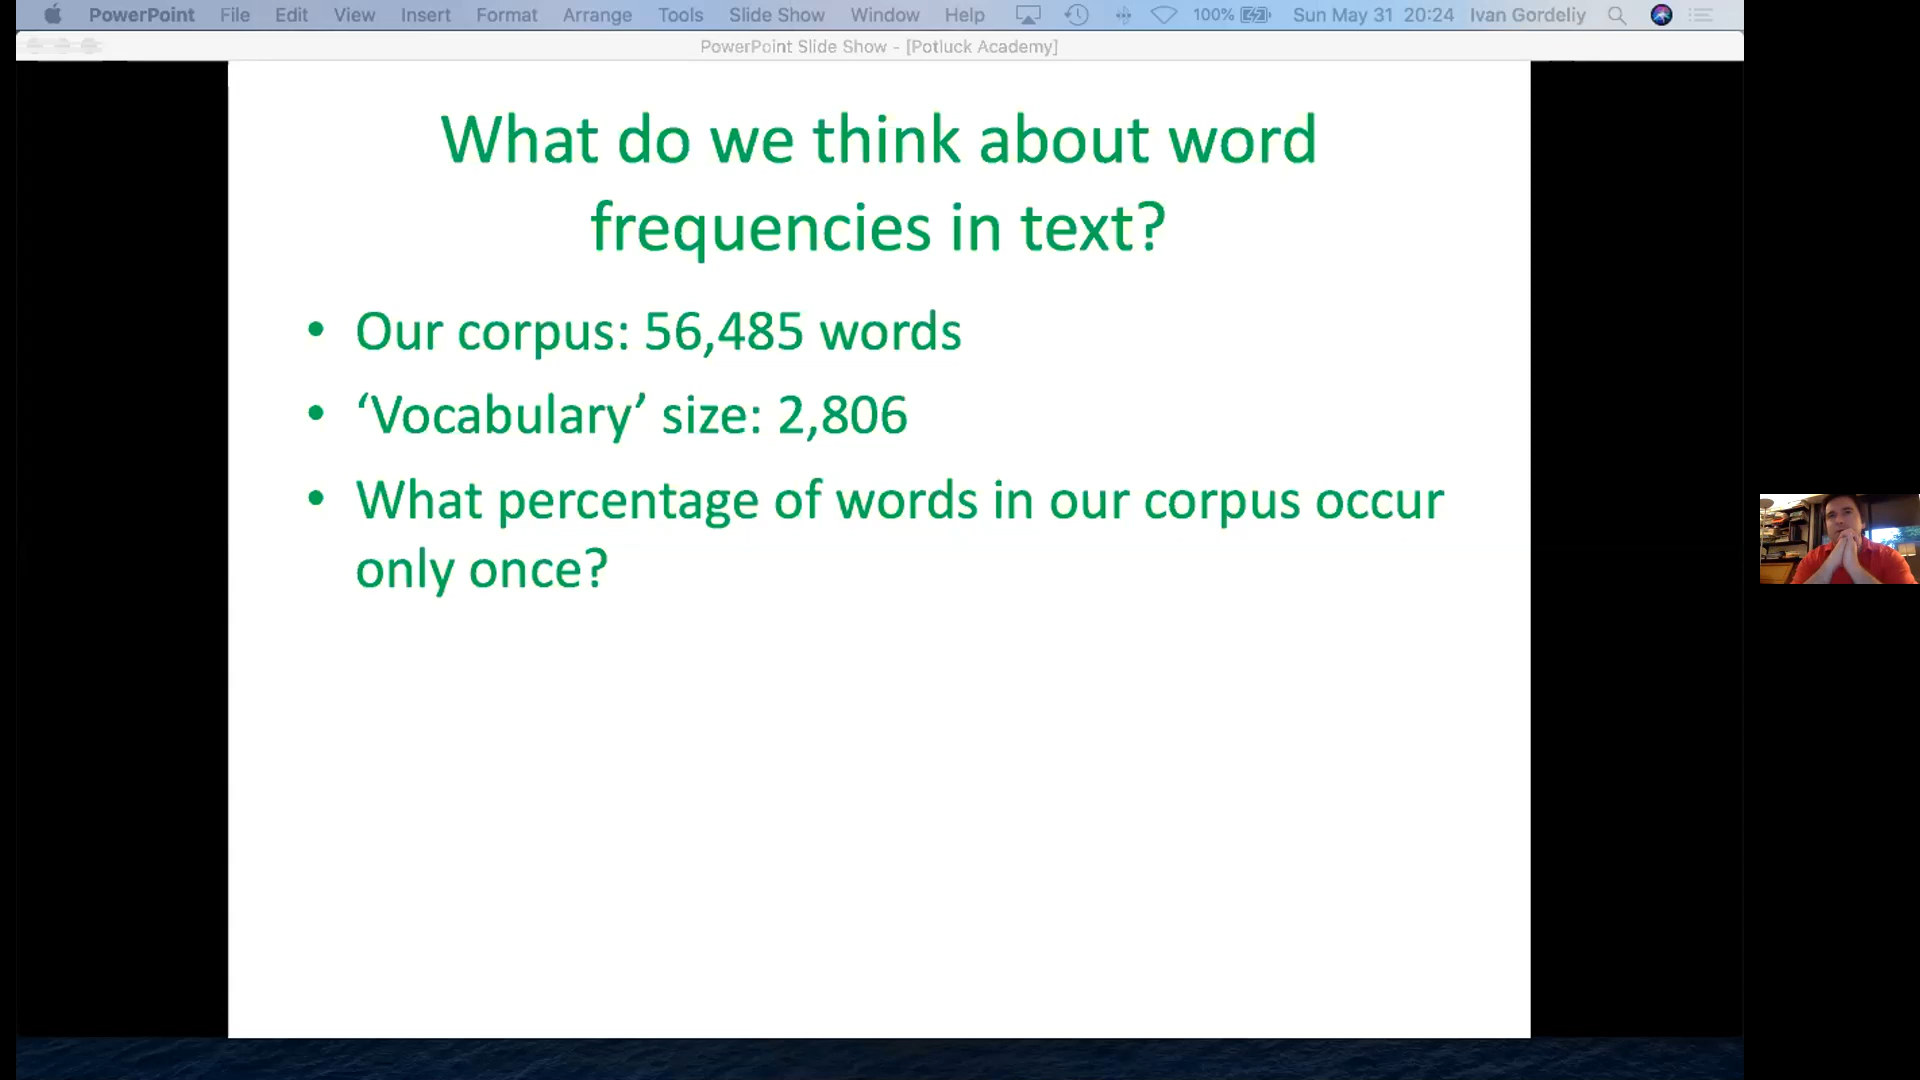 PowerPoint File Edit View Insert Format Arrange Tools Slide Show Window Help 100% Sun May 31 20:24 Ivan Gordeliy
PowerPoint Slide Show - [Potluck Academy]
What do we think about word
frequencies in text?
• Our corpus: 56,485 words
• ‘Vocabulary’ size: 2,806
• What percentage of words in our corpus occur
only once?